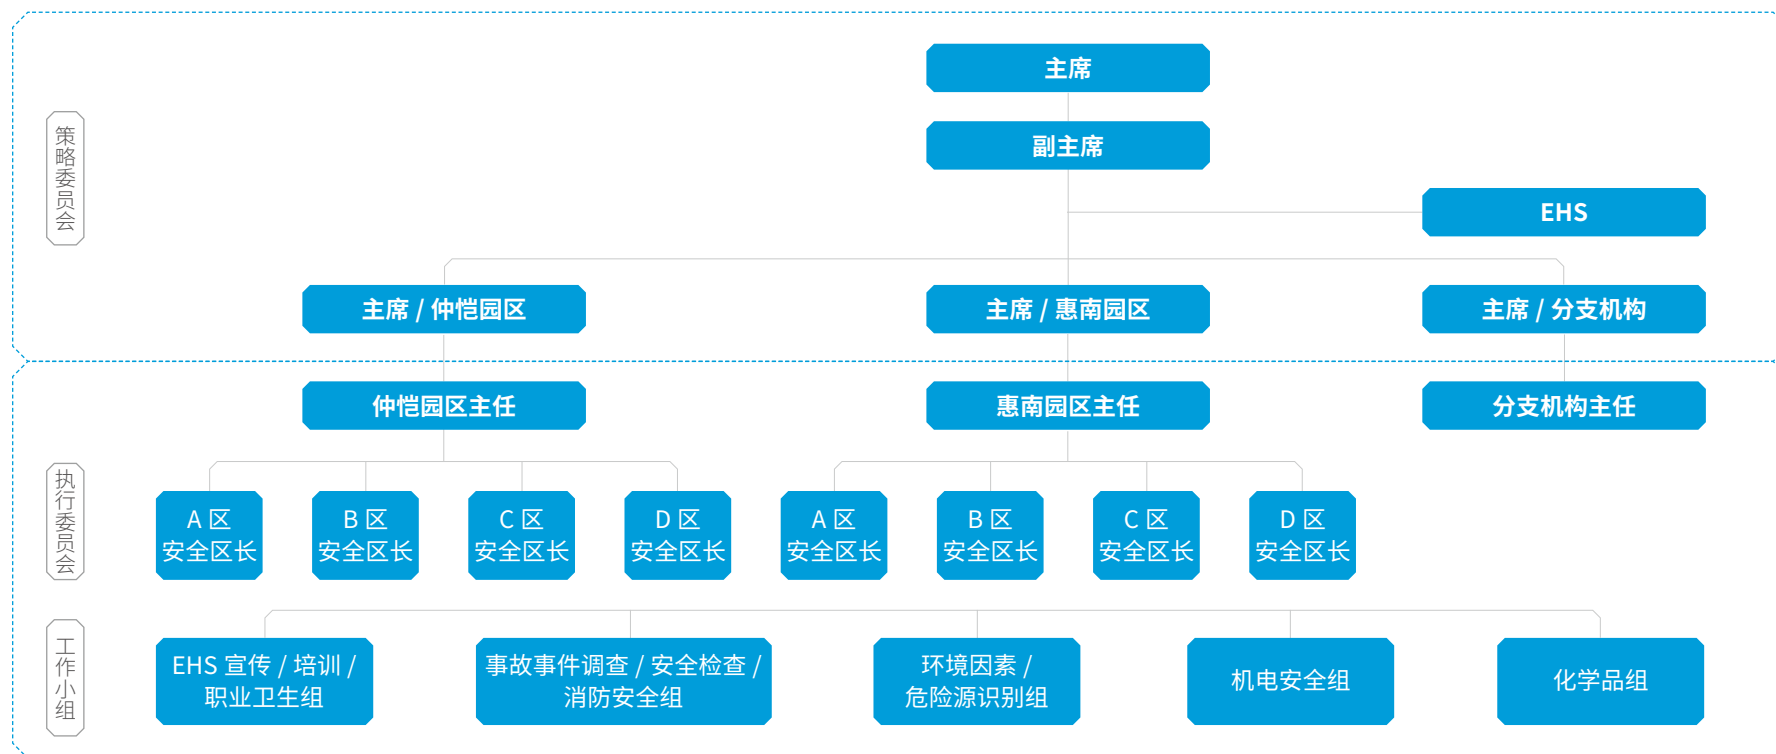 策略委员会
主席
副主席
EHS
主席 / 仲恺园区
主席 / 惠南园区
主席 / 分支机构
执行委员会
仲恺园区主任
惠南园区主任
分支机构主任
A 区
安全区长
B 区
安全区长
C 区
安全区长
D 区
安全区长
A 区
安全区长
B 区
安全区长
C 区
安全区长
D 区
安全区长
工作小组
EHS 宣传 / 培训 /
职业卫生组
事故事件调查 / 安全检查 /
消防安全组
环境因素 /
危险源识别组
机电安全组
化学品组